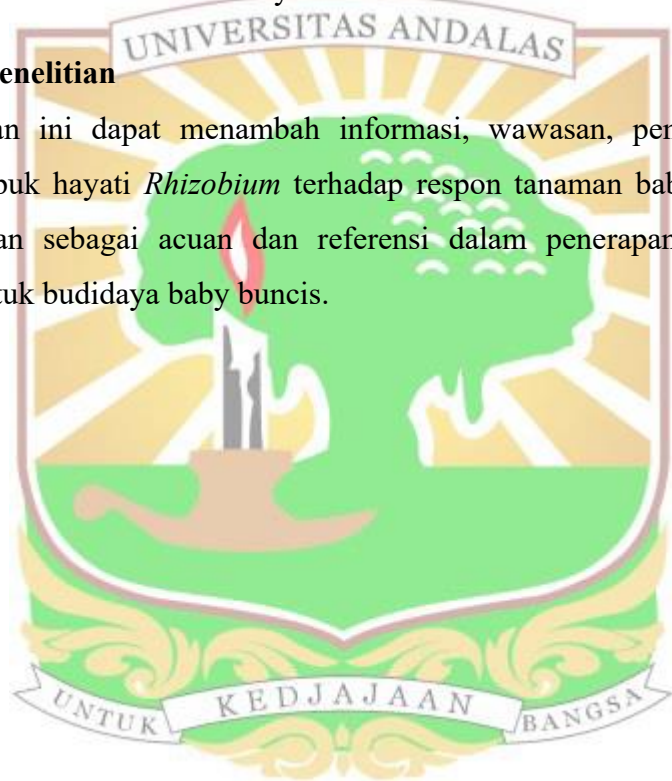 UNIVERSITAS ANDALAS
enelitian
an ini dapat menambah informasi, wawasan, pen
puk hayati Rhizobium terhadap respon tanaman bab
an sebagai acuan dan referensi dalam penerapan
tuk budidaya baby buncis.
UNTUK KEDJAJAAN BANGSA